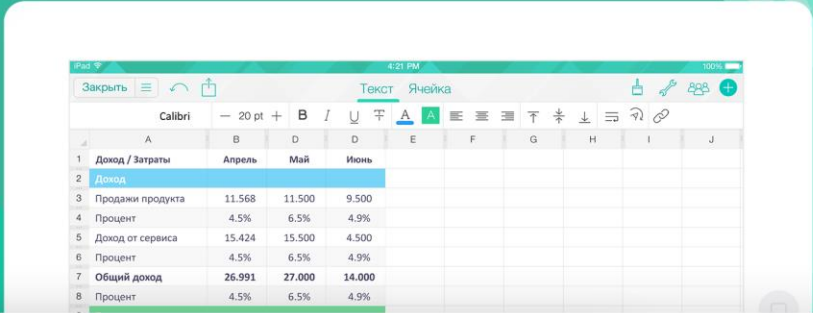 iPad 4:21 PM 100%
Закрыть Текст Ячейка
Calibri — 20 pt + B I U T A A
A B D D E F G H I J
1 Доход / Затраты Апрель Май Июнь
2 Доход
3 Продажи продукта 11.568 11.500 9.500
4 Процент 4.5% 6.5% 4.9%
5 Доход от сервиса 15.424 15.500 4.500
6 Процент 4.5% 6.5% 4.9%
7 Общий доход 26.991 27.000 14.000
8 Процент 4.5% 6.5% 4.9%